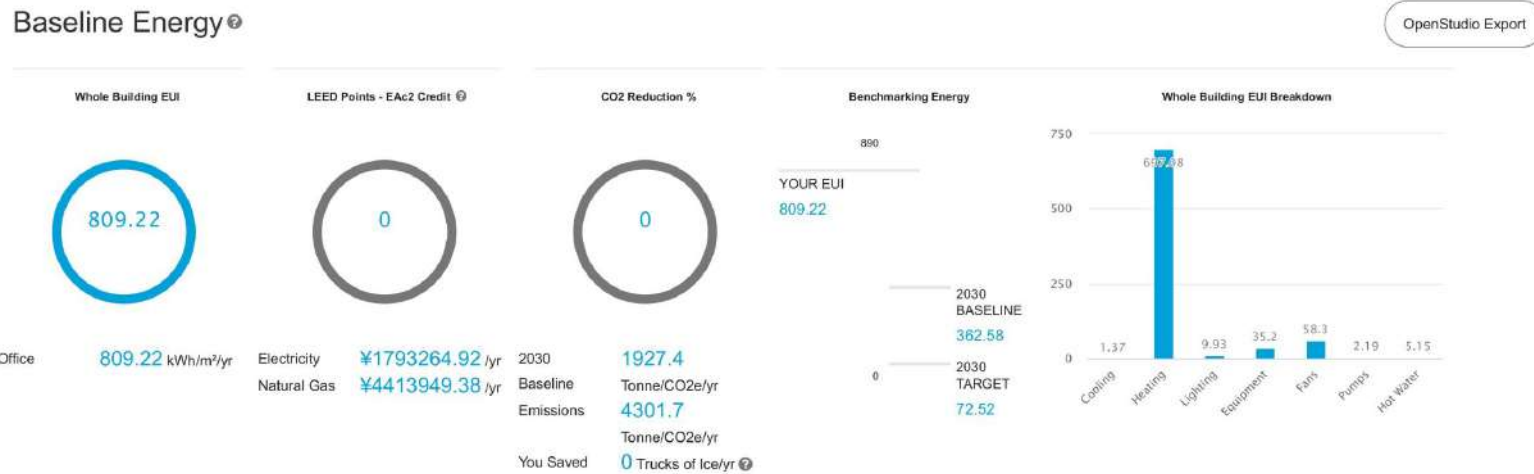 Baseline Energy
OpenStudio Export
Whole Building EUI
809.22
Office 809.22 kWh/m²/yr
LEED Points - EAc2 Credit
0
Electricity ¥1793264.92 /yr
Natural Gas ¥4413949.38 /yr
CO2 Reduction %
0
2030 1927.4
Baseline Tonne/CO2e/yr
Emissions 4301.7
Tonne/CO2e/yr
You Saved 0 Trucks of Ice/yr
Benchmarking Energy
890
YOUR EUI
809.22
2030
BASELINE
362.58
0
2030
TARGET
72.52
Whole Building EUI Breakdown
750
500
250
0
1.37
697.08
9.93
35.2
58.3
2.19
5.15
Cooling
Heating
Lighting
Equipment
Fans
Pumps
Hot Water